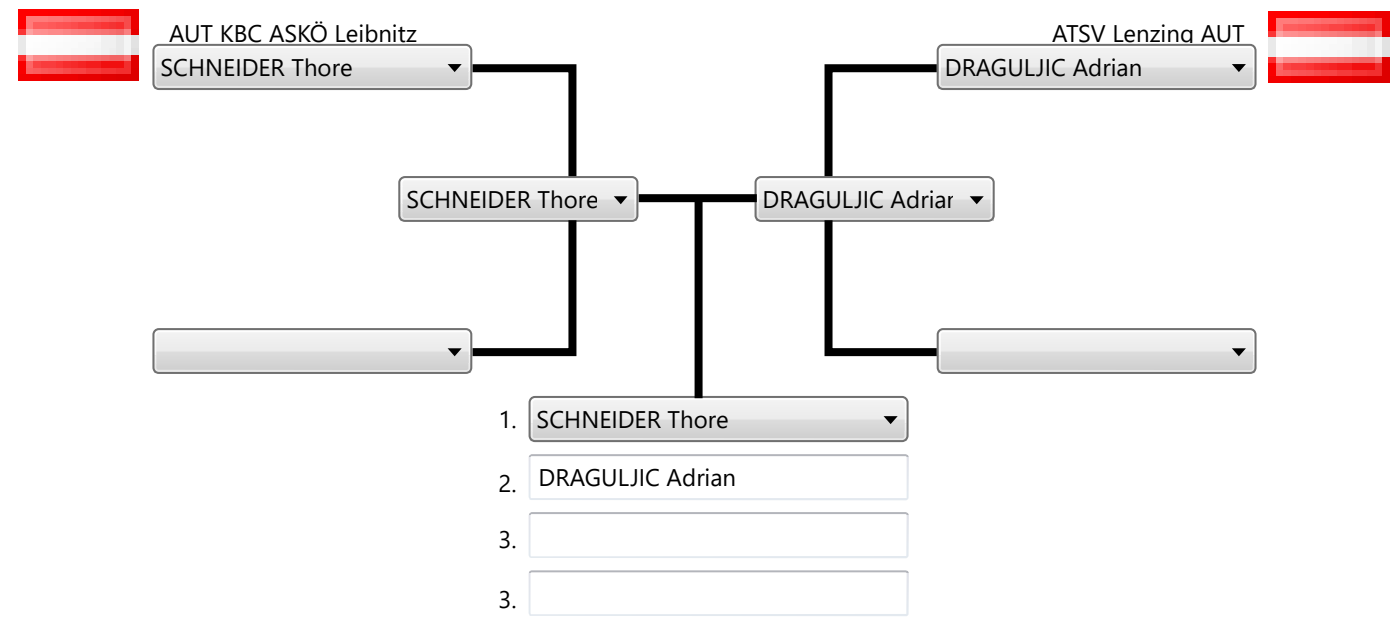 AUT KBC ASKÖ Leibnitz
ATSV Lenzing AUT
SCHNEIDER Thore
DRAGULJIC Adrian
SCHNEIDER Thore
DRAGULJIC Adriar
1. SCHNEIDER Thore
2. DRAGULJIC Adrian
3.
3.